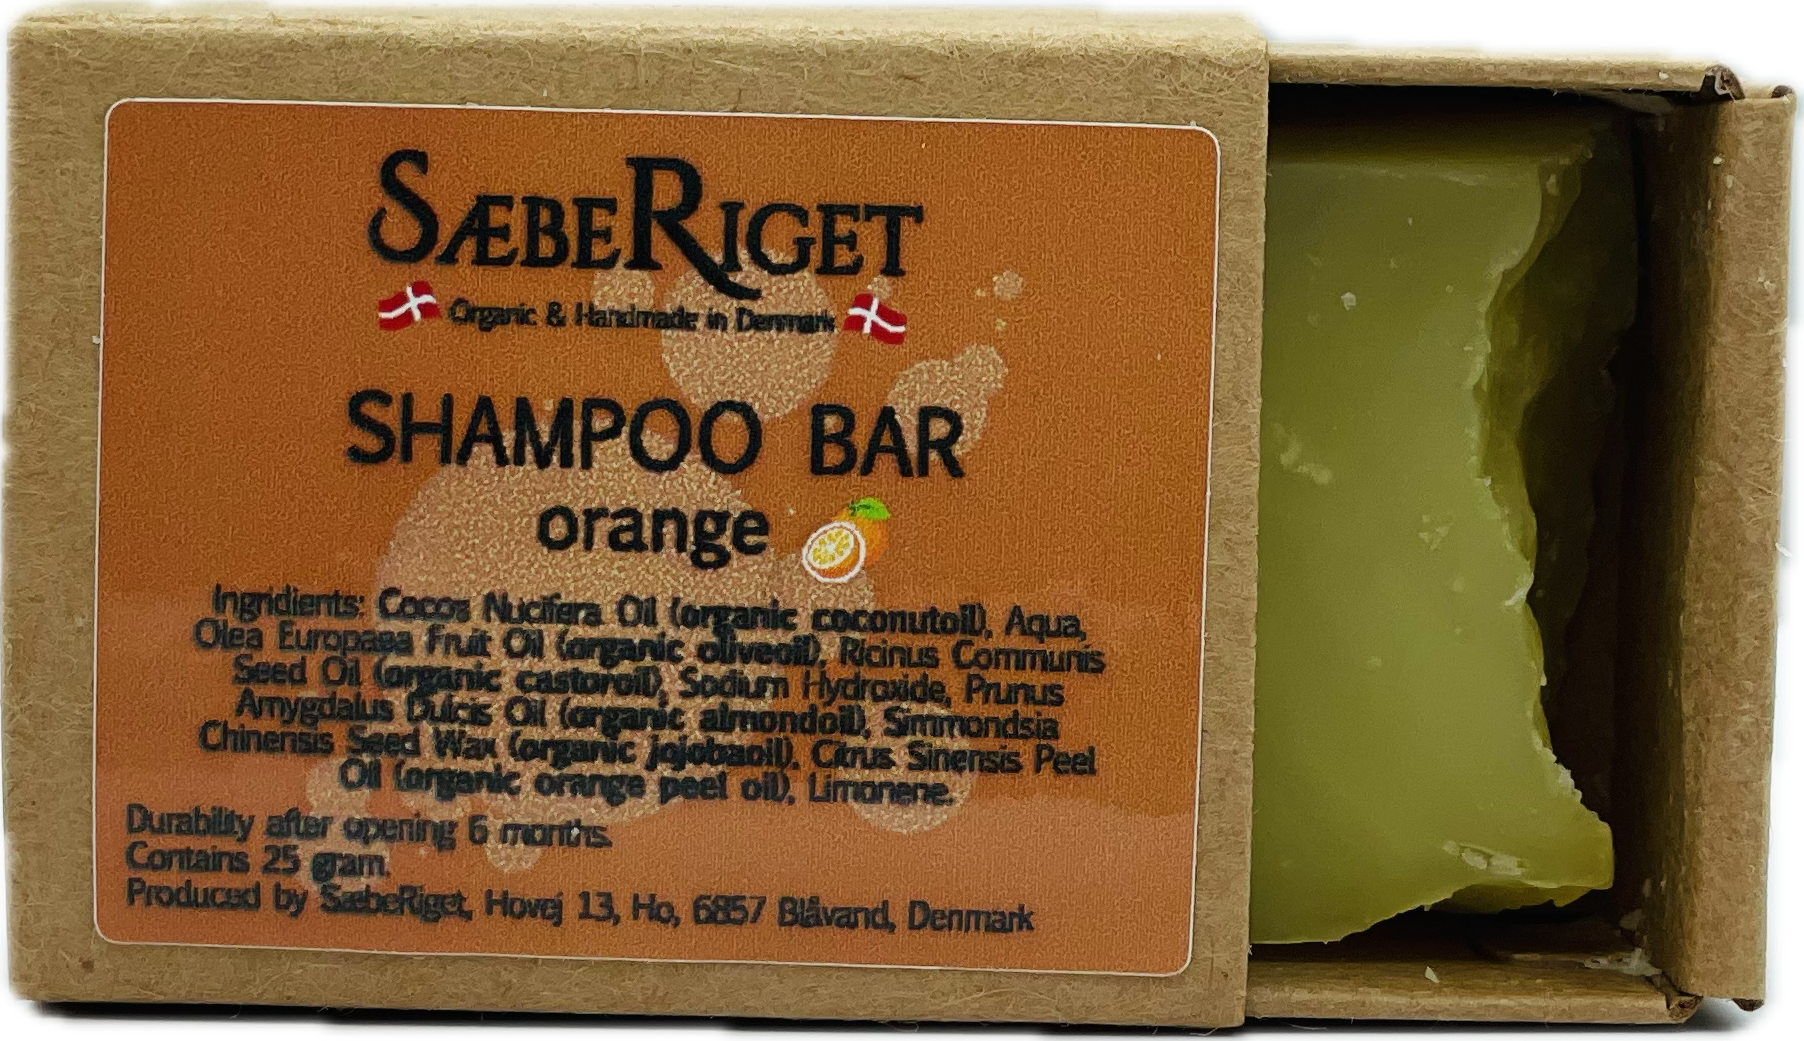 SÆBERIGET
Organic & Handmade in Denmark
SHAMPOO BAR
orange
Ingridients: Cocos Nucifera Oil (organic coconutoil), Aqua,
Olea Europaea Fruit Oil (organic oliveoil), Ricinus Communis
Seed Oil (organic castoroil), Sodium Hydroxide, Prunus
Amygdalus Dulcis Oil (organic almondoil), Simmondsia
Chinensis Seed Wax (organic jojobaoil), Citrus Sinensis Peel
Oil (organic orange peel oil), Limonene.
Durability after opening 6 months.
Contains 25 gram.
Produced by SæbeRiget, Hovej 13, Ho, 6857 Blåvand, Denmark